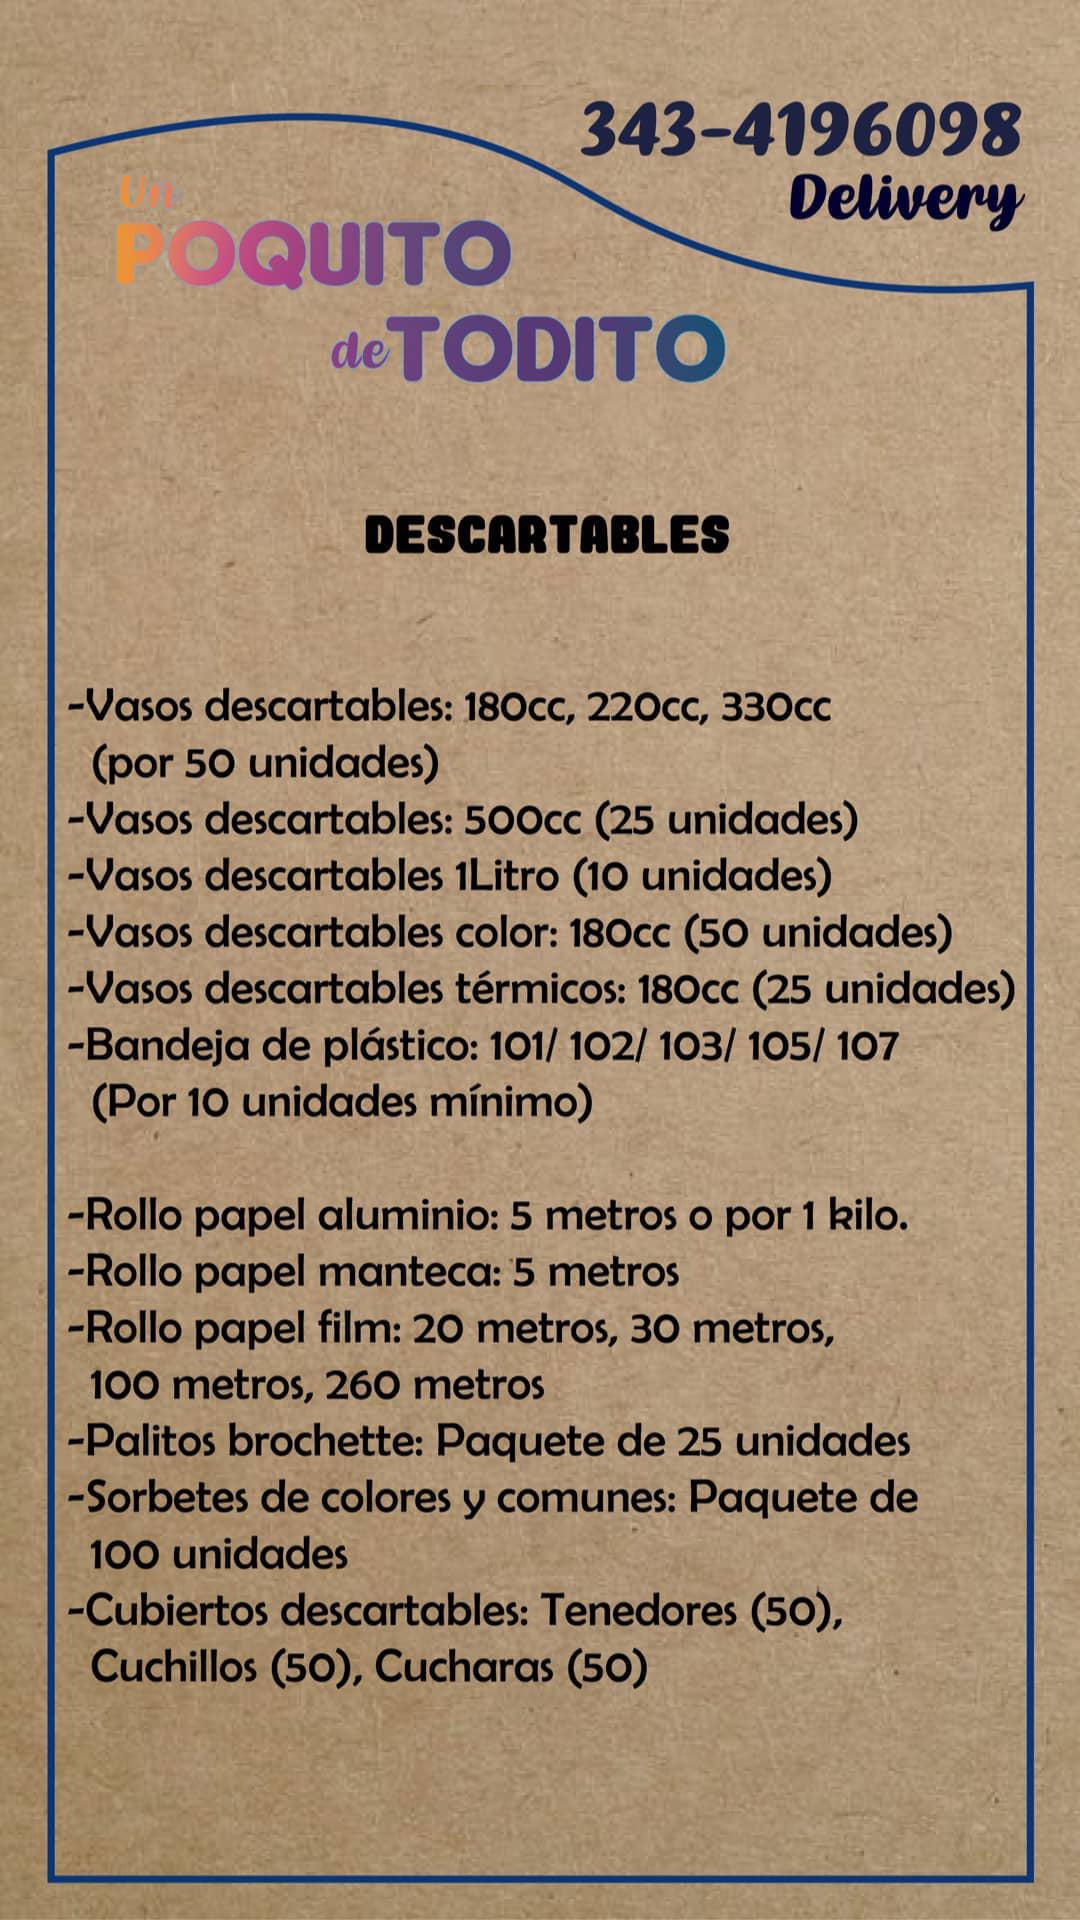 343-4196098
Delivery
Un
POQUITO
de TODITO
DESCARTABLES
-Vasos descartables: 180cc, 220cc, 330cc
(por 50 unidades)
-Vasos descartables: 500cc (25 unidades)
-Vasos descartables 1Litro (10 unidades)
-Vasos descartables color: 180cc (50 unidades)
-Vasos descartables térmicos: 180cc (25 unidades)
-Bandeja de plástico: 101/ 102/ 103/ 105/ 107
(Por 10 unidades mínimo)
-Rollo papel aluminio: 5 metros o por 1 kilo.
-Rollo papel manteca: 5 metros
-Rollo papel film: 20 metros, 30 metros,
100 metros, 260 metros
-Palitos brochette: Paquete de 25 unidades
-Sorbetes de colores y comunes: Paquete de
100 unidades
-Cubiertos descartables: Tenedores (50),
Cuchillos (50), Cucharas (50)